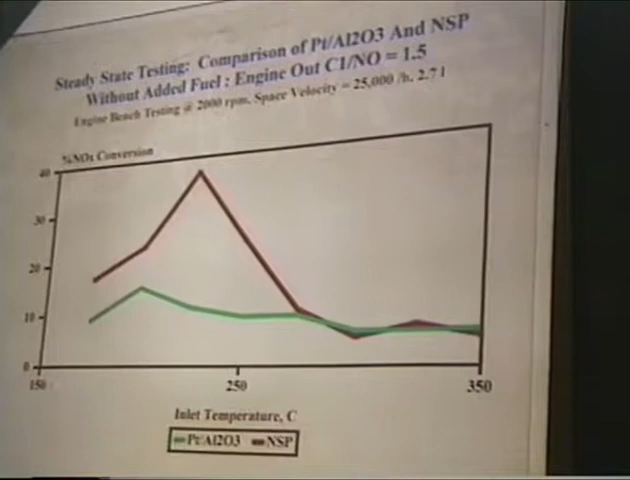 Steady State Testing: Comparison of Pt/Al2O3 And NSP
Without Added Fuel : Engine Out C1/NO = 1.5
Engine Bench Testing @ 2000 rpm, Space Velocity = 25,000 /h, 2.7 l
%NOx Conversion
40
30
20
10
0
150
250
350
Inlet Temperature, C
Pt/Al2O3
NSP